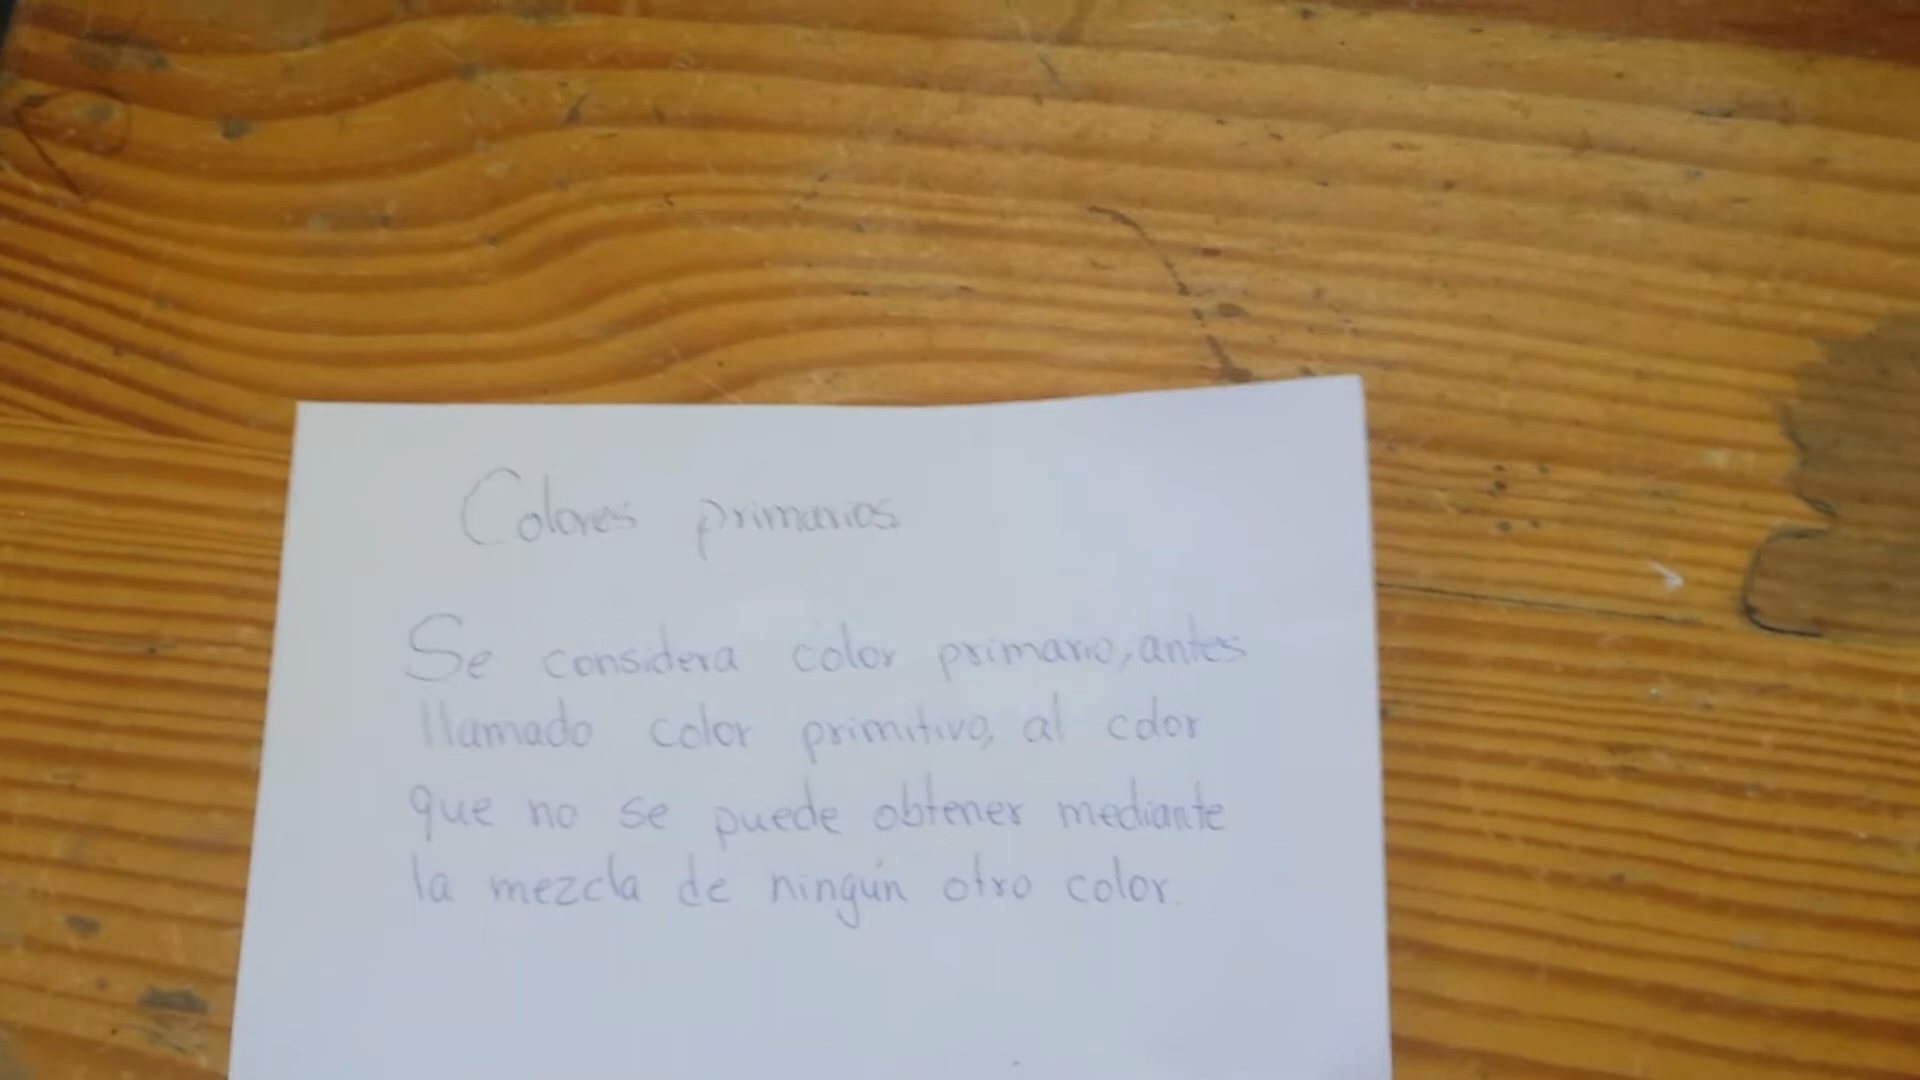 Colores primarios
Se considera color primario, antes
llamado color primitivo, al color
que no se puede obtener mediante
la mezcla de ningún otro color.